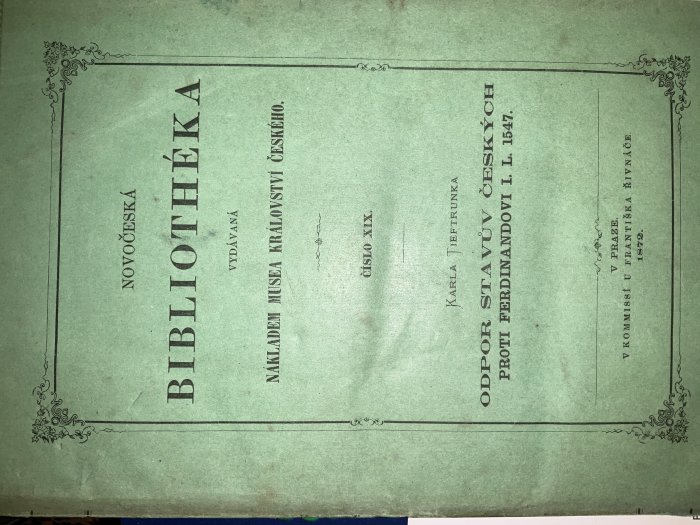 NOVOČESKÁ
BIBLIOTHÉKA
VYDÁVANÁ
NÁKLADEM MUSEA KRÁLOVSTVÍ ČESKÉHO.
ČÍSLO XIX.
KARLA TIEFTRUNKA
ODPOR STAVŮV ČESKÝCH
PROTI FERDINANDOVI I. L. 1547.
V PRAZE.
V KOMMISSÍ U FRANTIŠKA ŘIVNÁČE
1872.